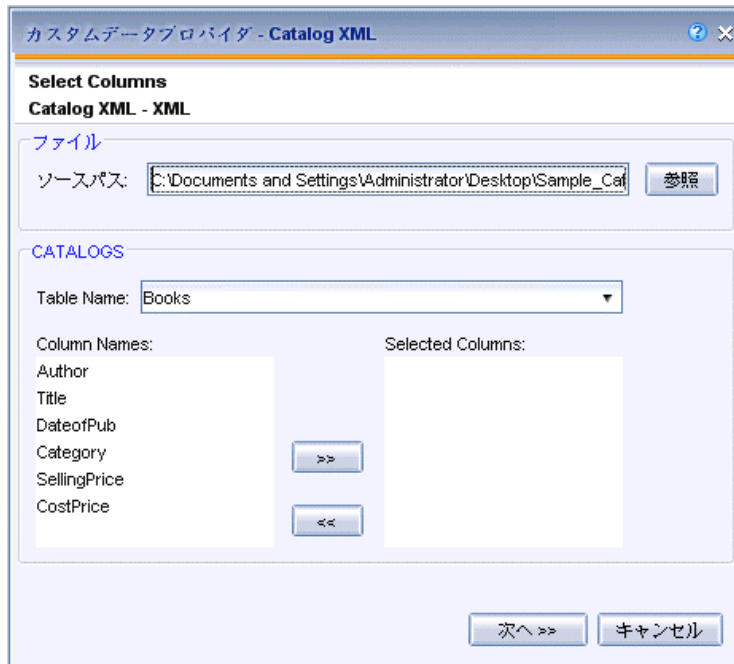 カスタムデータプロバイダ - Catalog XML
Select Columns
Catalog XML - XML
ファイル
ソースパス: C:\Documents and Settings\Administrator\Desktop\Sample_Cat 参照
CATALOGS
Table Name: Books
Column Names: Selected Columns:
Author
Title
DateofPub
Category
>>
SellingPrice
CostPrice
<<
次へ >> キャンセル